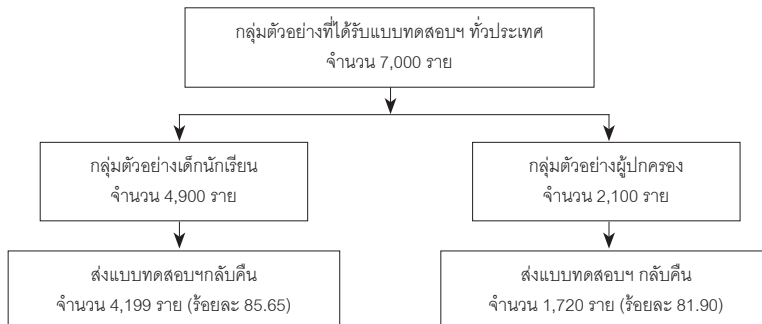 กลุ่มตัวอย่างที่ได้รับแบบทดสอบฯ ทั่วประเทศ
จำนวน 7,000 ราย
กลุ่มตัวอย่างเด็กนักเรียน
จำนวน 4,900 ราย
กลุ่มตัวอย่างผู้ปกครอง
จำนวน 2,100 ราย
ส่งแบบทดสอบฯกลับคืน
จำนวน 4,199 ราย (ร้อยละ 85.65)
ส่งแบบทดสอบฯ กลับคืน
จำนวน 1,720 ราย (ร้อยละ 81.90)